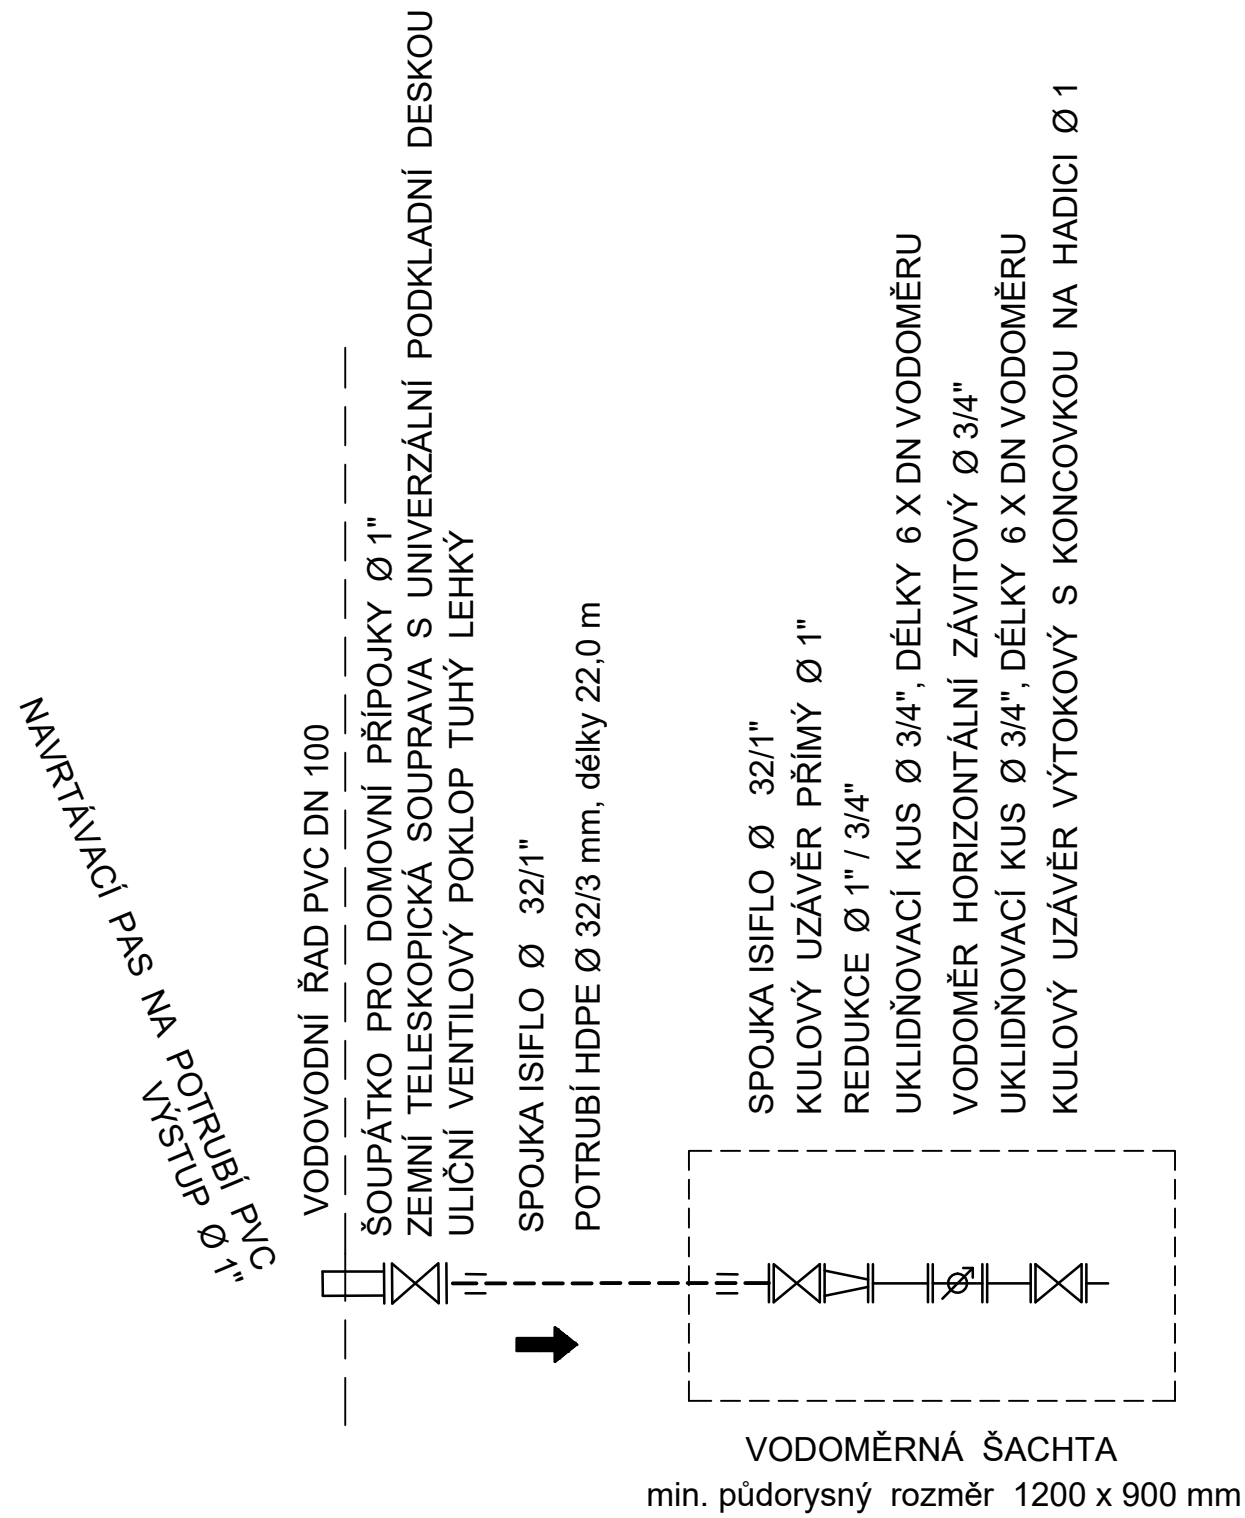 NAVRTÁVACÍ PAS NA POTRUBÍ PVC
VÝSTUP Ø 1"
VODOVODNÍ ŘAD PVC DN 100
ŠOUPÁTKO PRO DOMOVNÍ PŘÍPOJKY Ø 1"
ZEMNÍ TELESKOPICKÁ SOUPRAVA S UNIVERZÁLNÍ PODKLADNÍ DESKOU
ULIČNÍ VENTILOVÝ POKLOP TUHÝ LEHKÝ
SPOJKA ISIFLO Ø 32/1"
POTRUBÍ HDPE Ø 32/3 mm, délky 22,0 m
SPOJKA ISIFLO Ø 32/1"
KULOVÝ UZÁVĚR PŘÍMÝ Ø 1"
REDUKCE Ø 1" / 3/4"
UKLIDŇOVACÍ KUS Ø 3/4", DÉLKY 6 X DN VODOMĚRU
VODOMĚR HORIZONTÁLNÍ ZÁVITOVÝ Ø 3/4"
UKLIDŇOVACÍ KUS Ø 3/4", DÉLKY 6 X DN VODOMĚRU
KULOVÝ UZÁVĚR VÝTOKOVÝ S KONCOVKOU NA HADICI Ø 1
VODOMĚRNÁ ŠACHTA
min. půdorysný rozměr 1200 x 900 mm